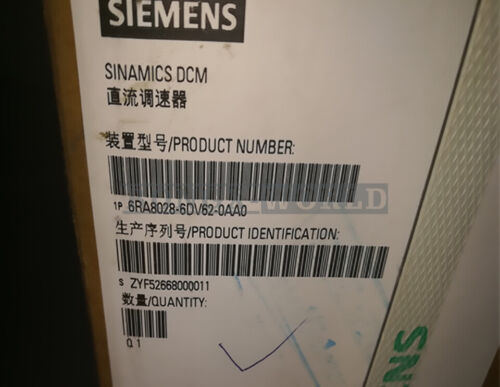 SIEMENS
SINAMICS DCM
直流调速器
装置型号/PRODUCT NUMBER:
1P 6RA8028-6DV62-0AA0
生产序列号/PRODUCT IDENTIFICATION:
S ZYF52668000011
数量/QUANTITY:
Q 1